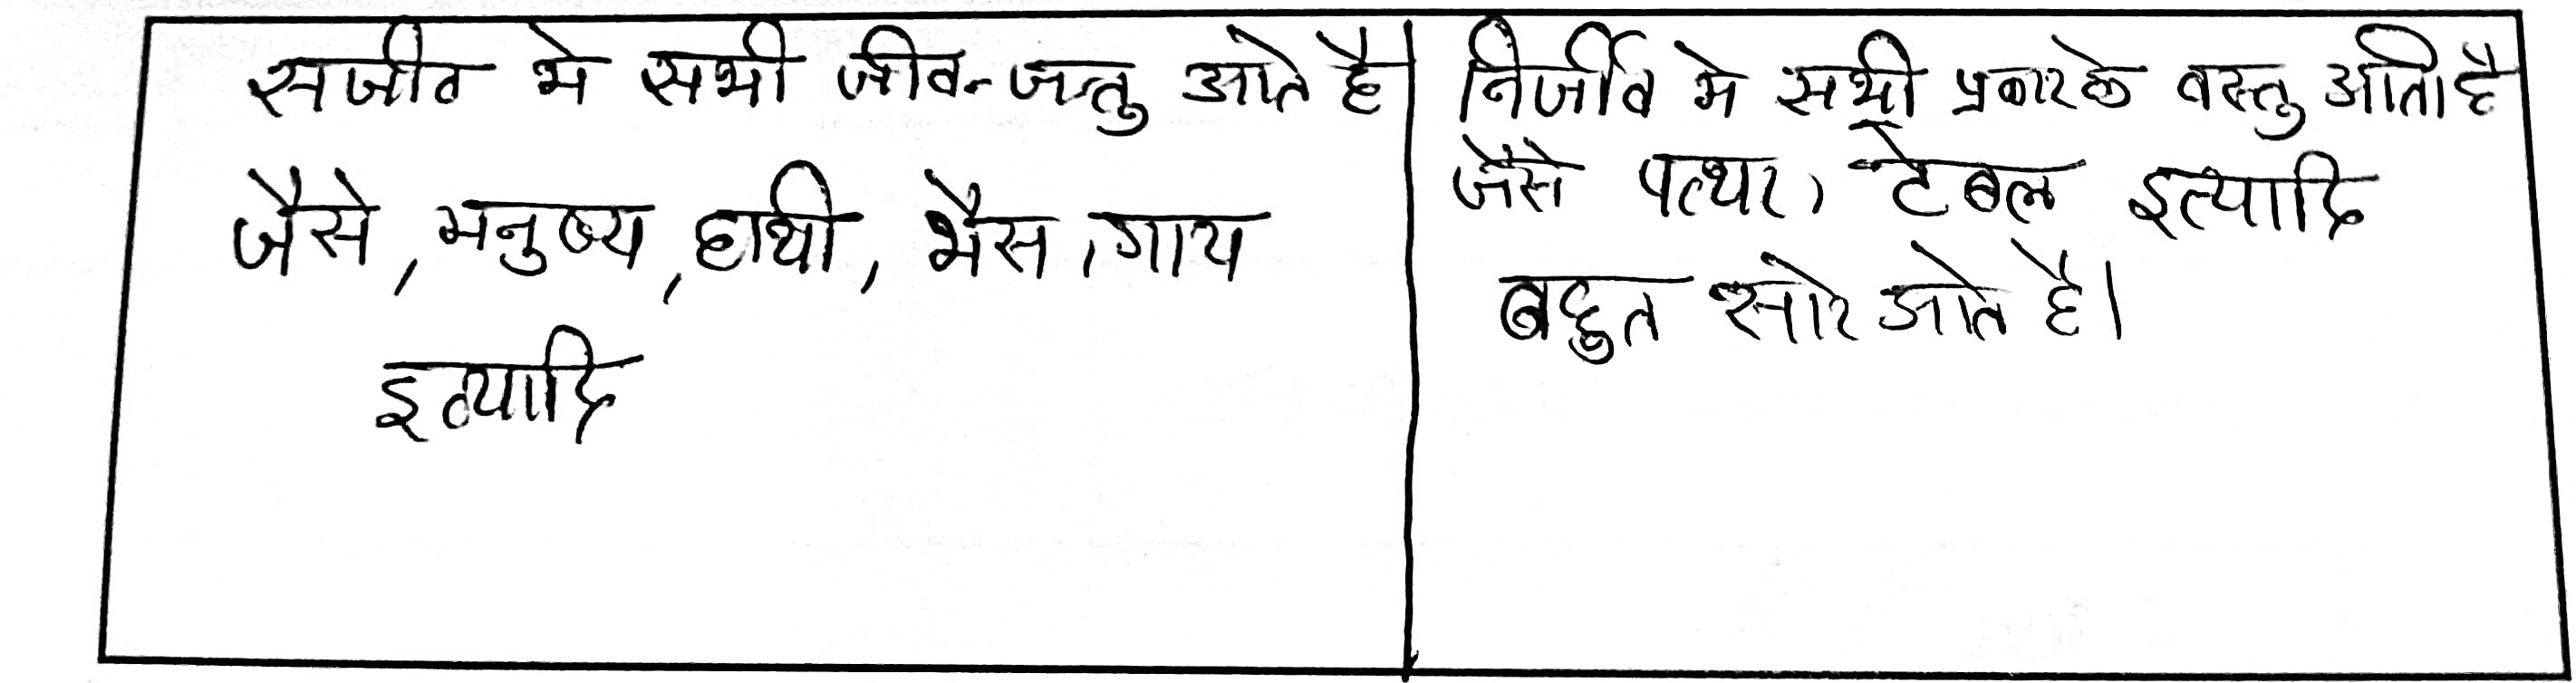 सजीव मे सभी जीव-जन्तु आते है
जैसे, मनुष्य, हाथी, भैस, गाय
इत्यादि
निर्जीव मे सभी प्रकार के वस्तु आती है
जैसे पत्थर, टेबल इत्यादि
बहुत सारे आते है।